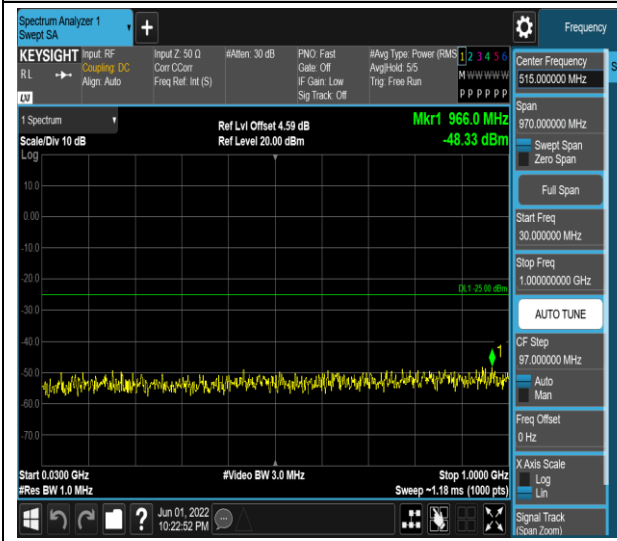 Spectrum Analyzer 1
Swept SA
+
Frequency
KEYSIGHT
RL
LXI
Input: RF
Coupling: DC
Align: Auto
Input Z: 50 Ω
Corr CCorr
Freq Ref: Int (S)
#Atten: 30 dB
PNO: Fast
Gate: Off
IF Gain: Low
Sig Track: Off
#Avg Type: Power (RMS
Avg|Hold: 5/5
Trig: Free Run
1 2 3 4 5 6
M W W W W W
P P P P P P
1 Spectrum
Scale/Div 10 dB
Log
Ref Lvl Offset 4.59 dB
Ref Level 20.00 dBm
Mkr1 966.0 MHz
-48.33 dBm
10.0
0.00
-10.0
-20.0
DL1 -25.00 dBm
-30.0
-40.0
1
-50.0
-60.0
-70.0
Start 0.0300 GHz
#Res BW 1.0 MHz
#Video BW 3.0 MHz
Stop 1.0000 GHz
Sweep ~1.18 ms (1000 pts)
?
Jun 01, 2022
10:22:52 PM
Center Frequency
515.000000 MHz
S
Span
970.000000 MHz
Swept Span
Zero Span
Full Span
Start Freq
30.000000 MHz
Stop Freq
1.000000000 GHz
AUTO TUNE
CF Step
97.000000 MHz
Auto
Man
Freq Offset
0 Hz
X Axis Scale
Log
Lin
Signal Track
(Span Zoom)